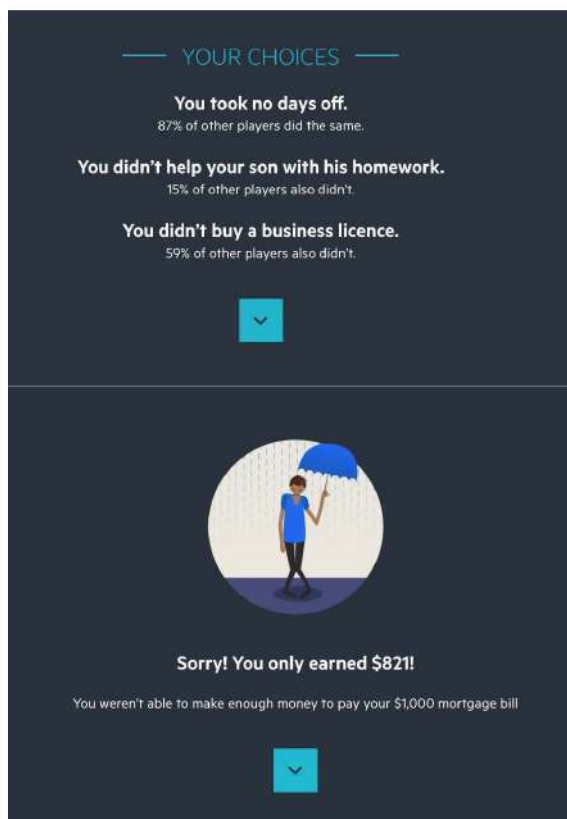 YOUR CHOICES
You took no days off.
87% of other players did the same.
You didn't help your son with his homework.
15% of other players also didn't.
You didn't buy a business licence.
59% of other players also didn't.
Sorry! You only earned $821!
You weren't able to make enough money to pay your $1,000 mortgage bill